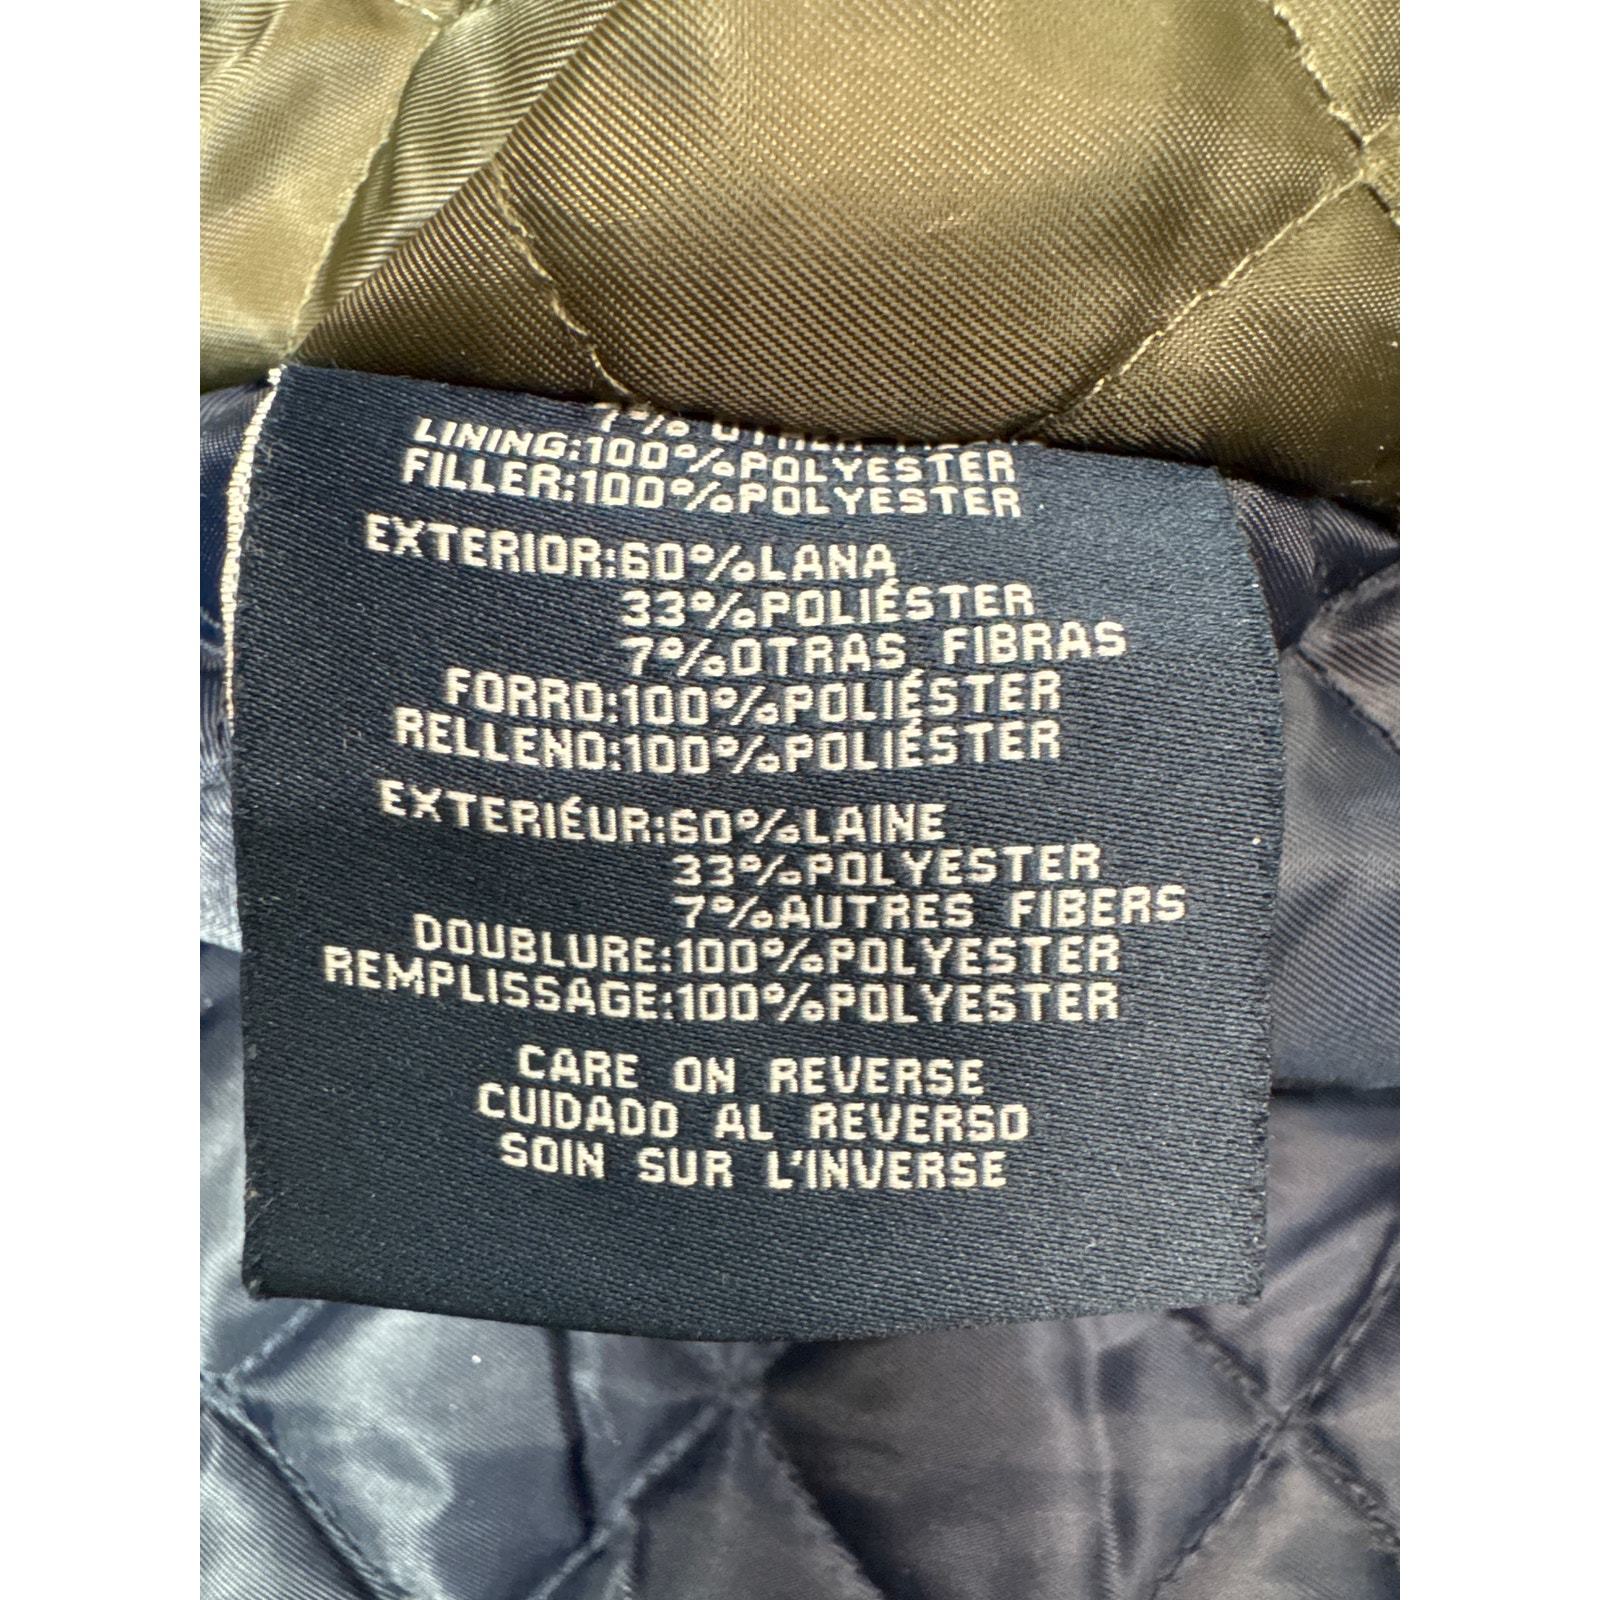 7% OTHER
LINING:100%POLYESTER
FILLER:100%POLYESTER
EXTERIOR:60%LANA
33%POLIÉSTER
7%OTRAS FIBRAS
FORRO:100%POLIÉSTER
RELLENO:100%POLIÉSTER
EXTERIÉUR:60%LAINE
33%POLYESTER
7%AUTRES FIBERS
DOUBLURE:100%POLYESTER
REMPLISSAGE:100%POLYESTER
CARE ON REVERSE
CUIDADO AL REVERSO
SOIN SUR L'INVERSE